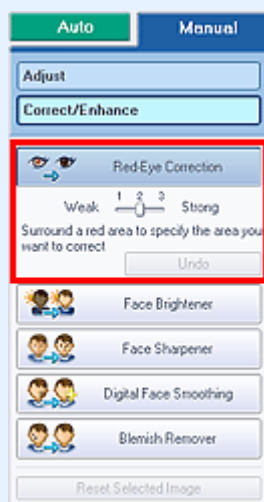 Auto Manual
Adjust
Correct/Enhance
Red-Eye Correction
1 2 3
Weak Strong
Surround a red area to specify the area you
want to correct
Undo
Face Brightener
Face Sharpener
Digital Face Smoothing
Blemish Remover
Reset Selected Image